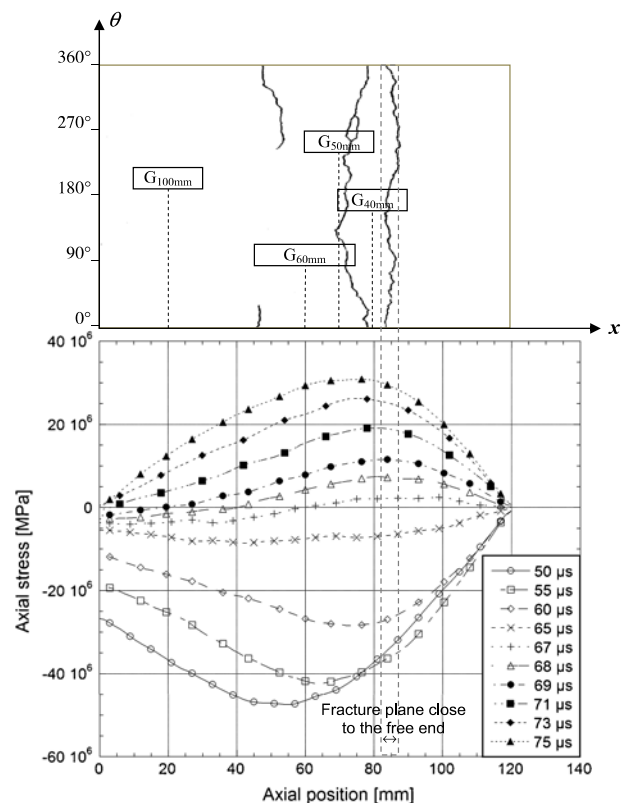 θ
360°
270°
180°
90°
0°
G50mm
G100mm
G40mm
G60mm
x
40 10⁶
20 10⁶
0
-20 10⁶
-40 10⁶
-60 10⁶
Axial stress [MPa]
50 µs
55 µs
60 µs
65 µs
67 µs
68 µs
69 µs
71 µs
73 µs
75 µs
Fracture plane close
to the free end
0 20 40 60 80 100 120 140
Axial position [mm]